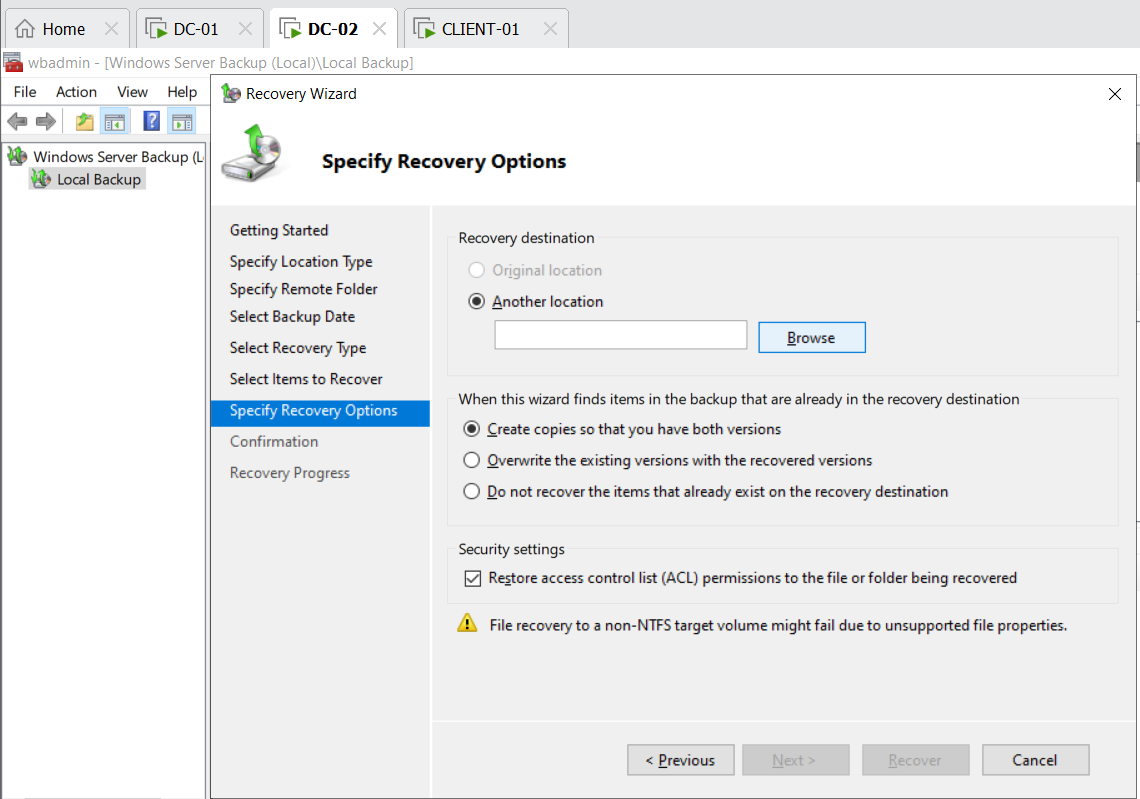 Home
DC-01
DC-02
CLIENT-01
wbadmin - [Windows Server Backup (Local)\Local Backup]
File Action View Help
Windows Server Backup (L
Local Backup
Recovery Wizard
Specify Recovery Options
Getting Started
Specify Location Type
Specify Remote Folder
Select Backup Date
Select Recovery Type
Select Items to Recover
Specify Recovery Options
Confirmation
Recovery Progress
Recovery destination
Original location
Another location
Browse
When this wizard finds items in the backup that are already in the recovery destination
Create copies so that you have both versions
Overwrite the existing versions with the recovered versions
Do not recover the items that already exist on the recovery destination
Security settings
Restore access control list (ACL) permissions to the file or folder being recovered
File recovery to a non-NTFS target volume might fail due to unsupported file properties.
< Previous
Next >
Recover
Cancel